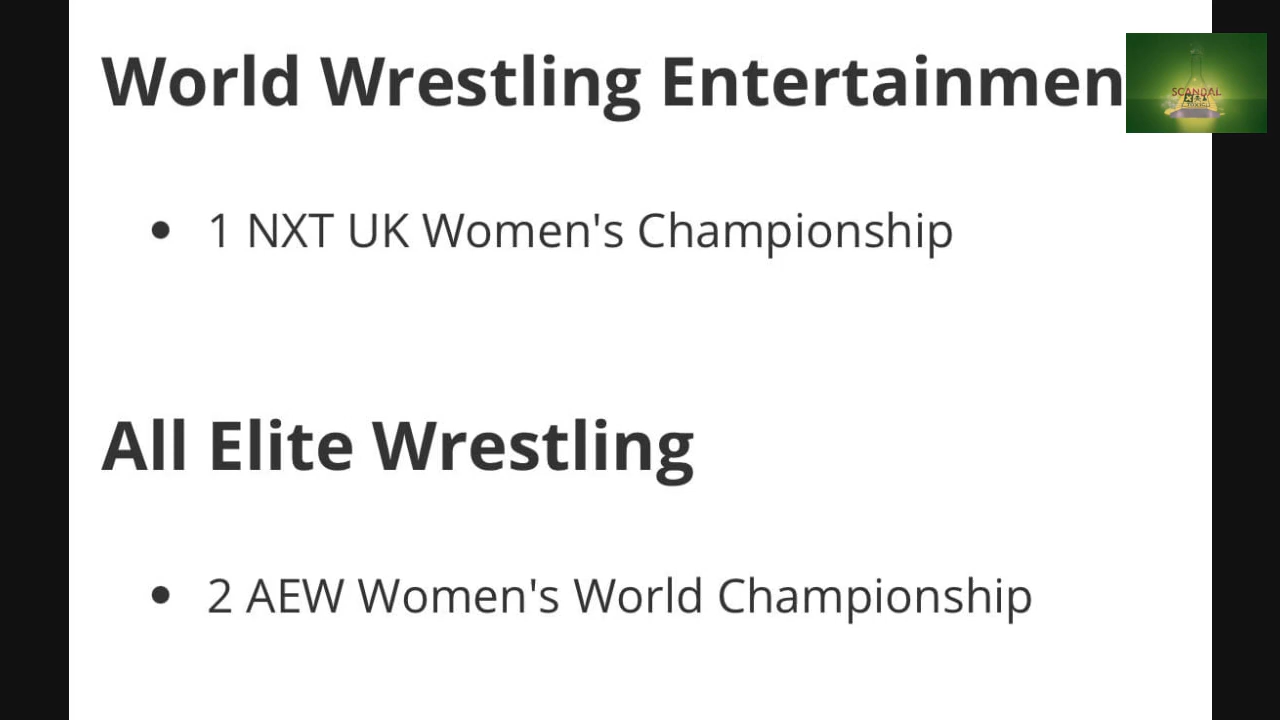 World Wrestling Entertainmen
• 1 NXT UK Women's Championship
All Elite Wrestling
• 2 AEW Women's World Championship
SCANDAL